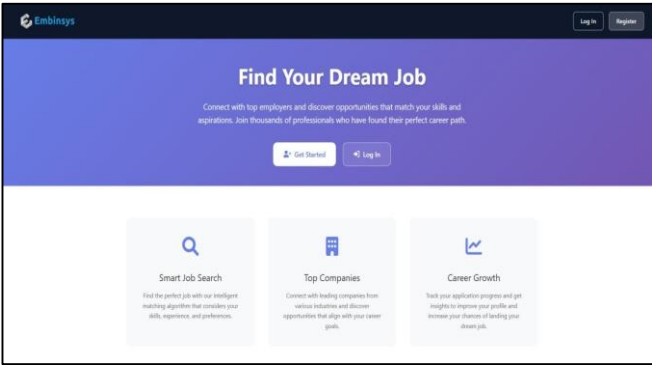 Embinsys
Log In
Register
Find Your Dream Job
Connect with top employers and discover opportunities that match your skills and
aspirations. Join thousands of professionals who have found their perfect career path.
Get Started
Log In
Smart Job Search
Find the perfect job with our intelligent
matching algorithm that considers your
skills, experience, and preferences.
Top Companies
Connect with leading companies from
various industries and discover
opportunities that align with your career
goals.
Career Growth
Track your application progress and get
insights to improve your profile and
increase your chances of landing your
dream job.